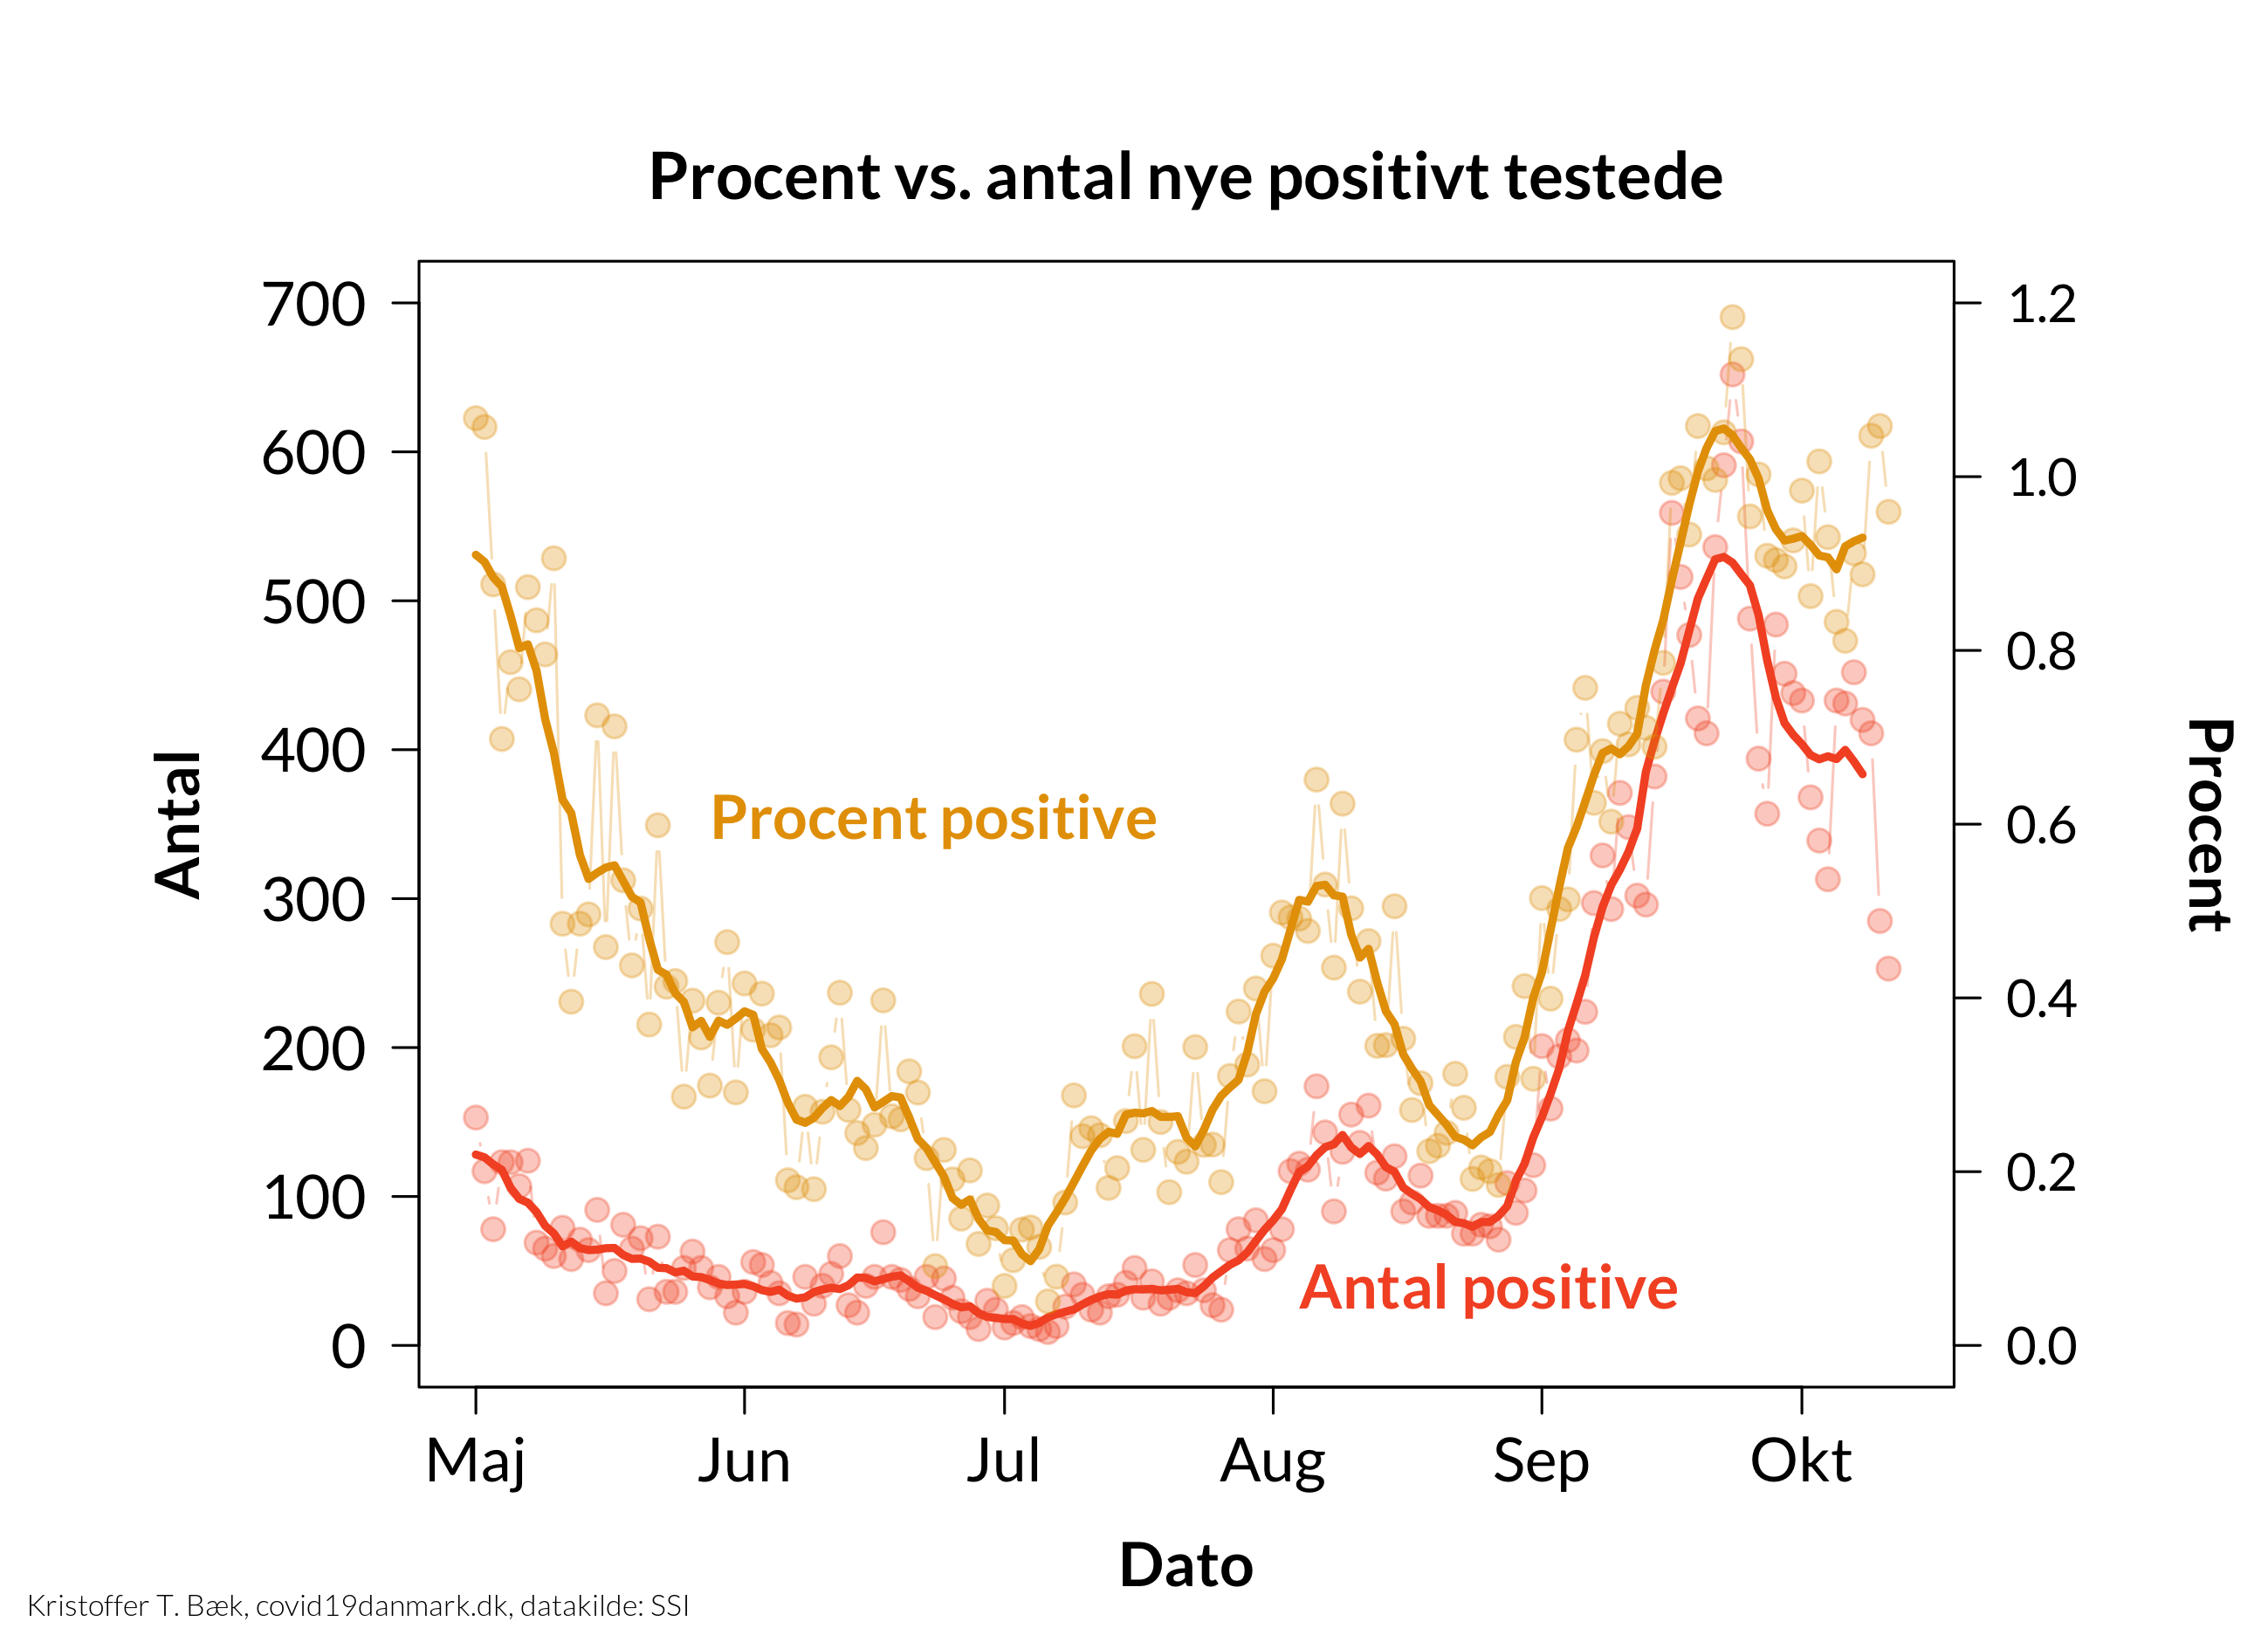 Procent vs. antal nye positivt testede
700
600
500
400
300
200
100
0
Antal
1.2
1.0
0.8
0.6
0.4
0.2
0.0
Procent
Procent positive
Antal positive
Maj Jun Jul Aug Sep Okt
Dato
Kristoffer T. Bæk, covid19danmark.dk, datakilde: SSI